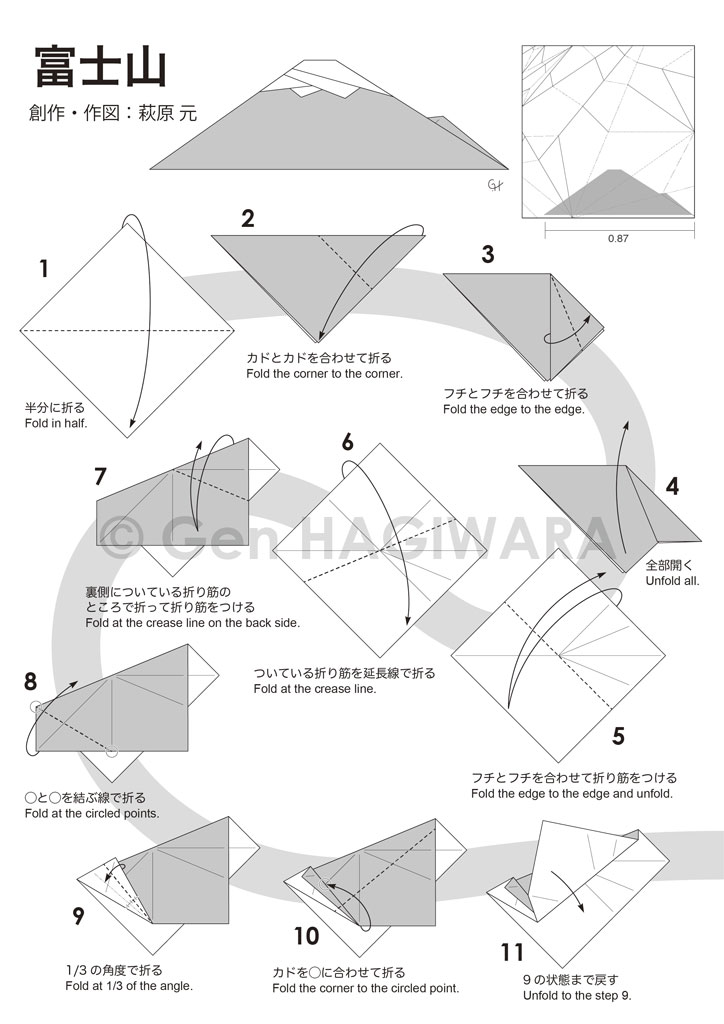 富士山
創作・作図：萩原 元
GH
0.87
1
半分に折る
Fold in half.
2
カドとカドを合わせて折る
Fold the corner to the corner.
3
フチとフチを合わせて折る
Fold the edge to the edge.
4
全部開く
Unfold all.
5
フチとフチを合わせて折り筋をつける
Fold the edge to the edge and unfold.
6
ついている折り筋を延長線で折る
Fold at the crease line.
7
裏側についている折り筋の
ところで折って折り筋をつける
Fold at the crease line on the back side.
© Gen HAGIWARA
8
○と○を結ぶ線で折る
Fold at the circled points.
9
1/3 の角度で折る
Fold at 1/3 of the angle.
10
カドを○に合わせて折る
Fold the corner to the circled point.
11
9 の状態まで戻す
Unfold to the step 9.